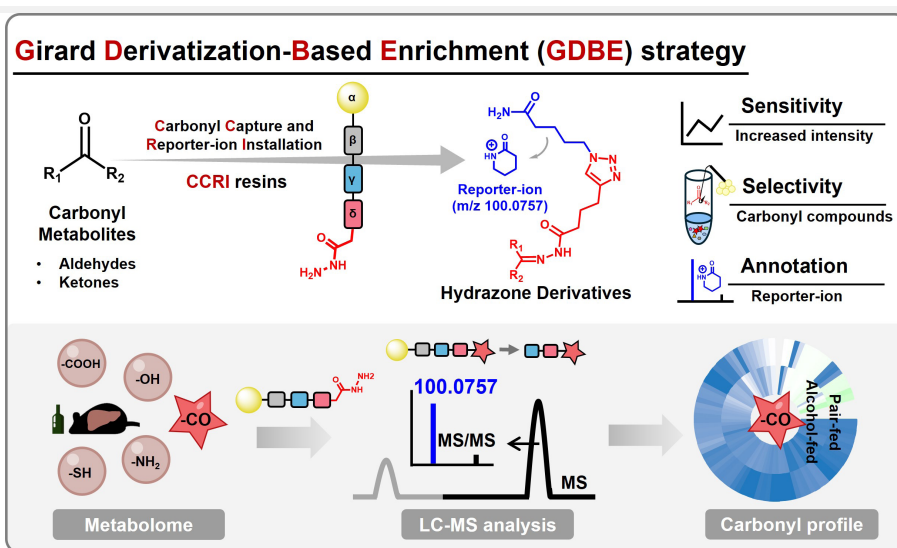 Girard Derivatization-Based Enrichment (GDBE) strategy
O
R1 R2
Carbonyl
Metabolites
• Aldehydes
• Ketones
Carbonyl Capture and
Reporter-ion Installation
CCRI resins
α
β
γ
δ
O
NH
H2N
H2N
O
O
HN
Reporter-ion
(m/z 100.0757)
N
N
N
O
R1
N
NH
R2
Hydrazone Derivatives
Sensitivity
Increased intensity
Selectivity
Carbonyl compounds
Annotation
Reporter-ion
O
HN
-COOH
-OH
-CO
-SH
-NH2
Metabolome
O
NH
NH2
100.0757
MS/MS
MS
LC-MS analysis
-CO
Alcohol-fed
Pair-fed
Carbonyl profile